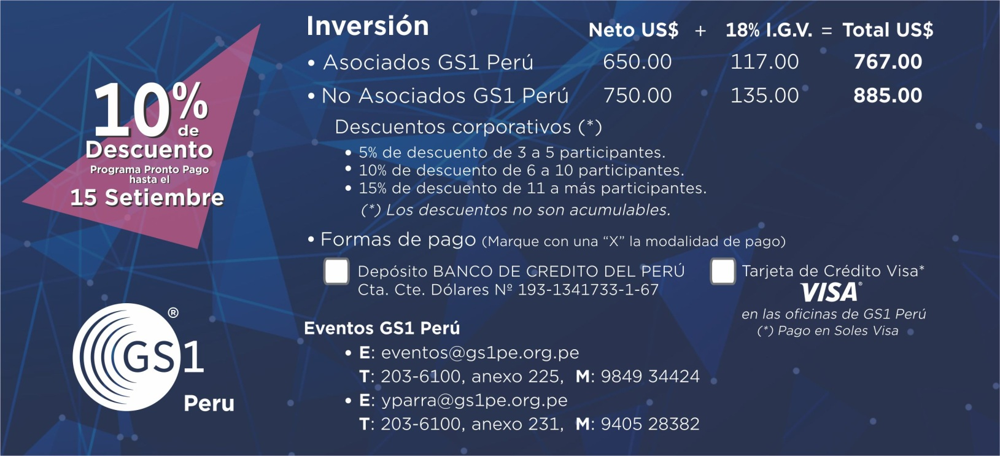 10%
de
Descuento
Programa Pronto Pago
hasta el
15 Setiembre
Inversión
Neto US$ + 18% I.G.V. = Total US$
• Asociados GS1 Perú 650.00 117.00 767.00
• No Asociados GS1 Perú 750.00 135.00 885.00
Descuentos corporativos (*)
• 5% de descuento de 3 a 5 participantes.
• 10% de descuento de 6 a 10 participantes.
• 15% de descuento de 11 a más participantes.
(*) Los descuentos no son acumulables.
• Formas de pago (Marque con una “X” la modalidad de pago)
Depósito BANCO DE CREDITO DEL PERÚ
Cta. Cte. Dólares Nº 193-1341733-1-67
Tarjeta de Crédito Visa*
VISA®
en las oficinas de GS1 Perú
(*) Pago en Soles Visa
Eventos GS1 Perú
• E: eventos@gs1pe.org.pe
T: 203-6100, anexo 225, M: 9849 34424
• E: yparra@gs1pe.org.pe
T: 203-6100, anexo 231, M: 9405 28382
GS1®
Peru